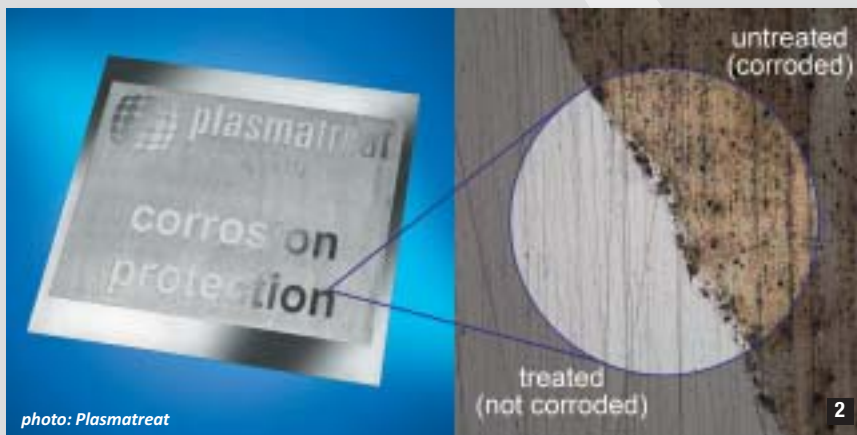 plasmatreat
corrosion
protection
untreated
(corroded)
treated
(not corroded)
photo: Plasmatreat
2